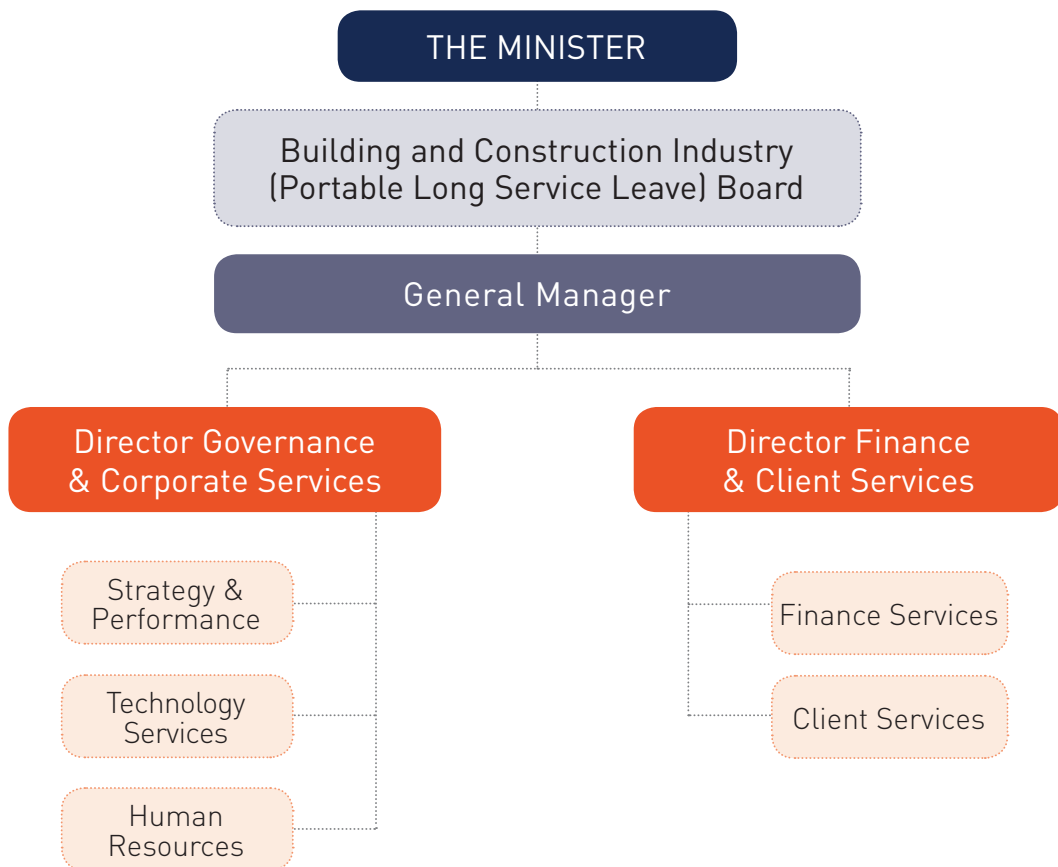 THE MINISTER
Building and Construction Industry
(Portable Long Service Leave) Board
General Manager
Director Governance
& Corporate Services
Strategy &
Performance
Technology
Services
Human
Resources
Director Finance
& Client Services
Finance Services
Client Services